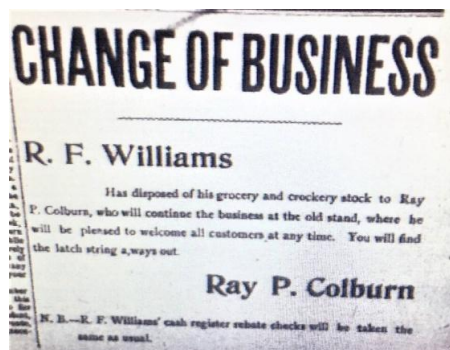 CHANGE OF BUSINESS
R. F. Williams
Has disposed of his grocery and crockery stock to Ray
P. Colburn, who will continue the business at the old stand, where he
will be pleased to welcome all customers at any time. You will find
the latch string a,ways out.
Ray P. Colburn
N. B.—R. F. Williams' cash register rebate checks will be taken the
same as usual.